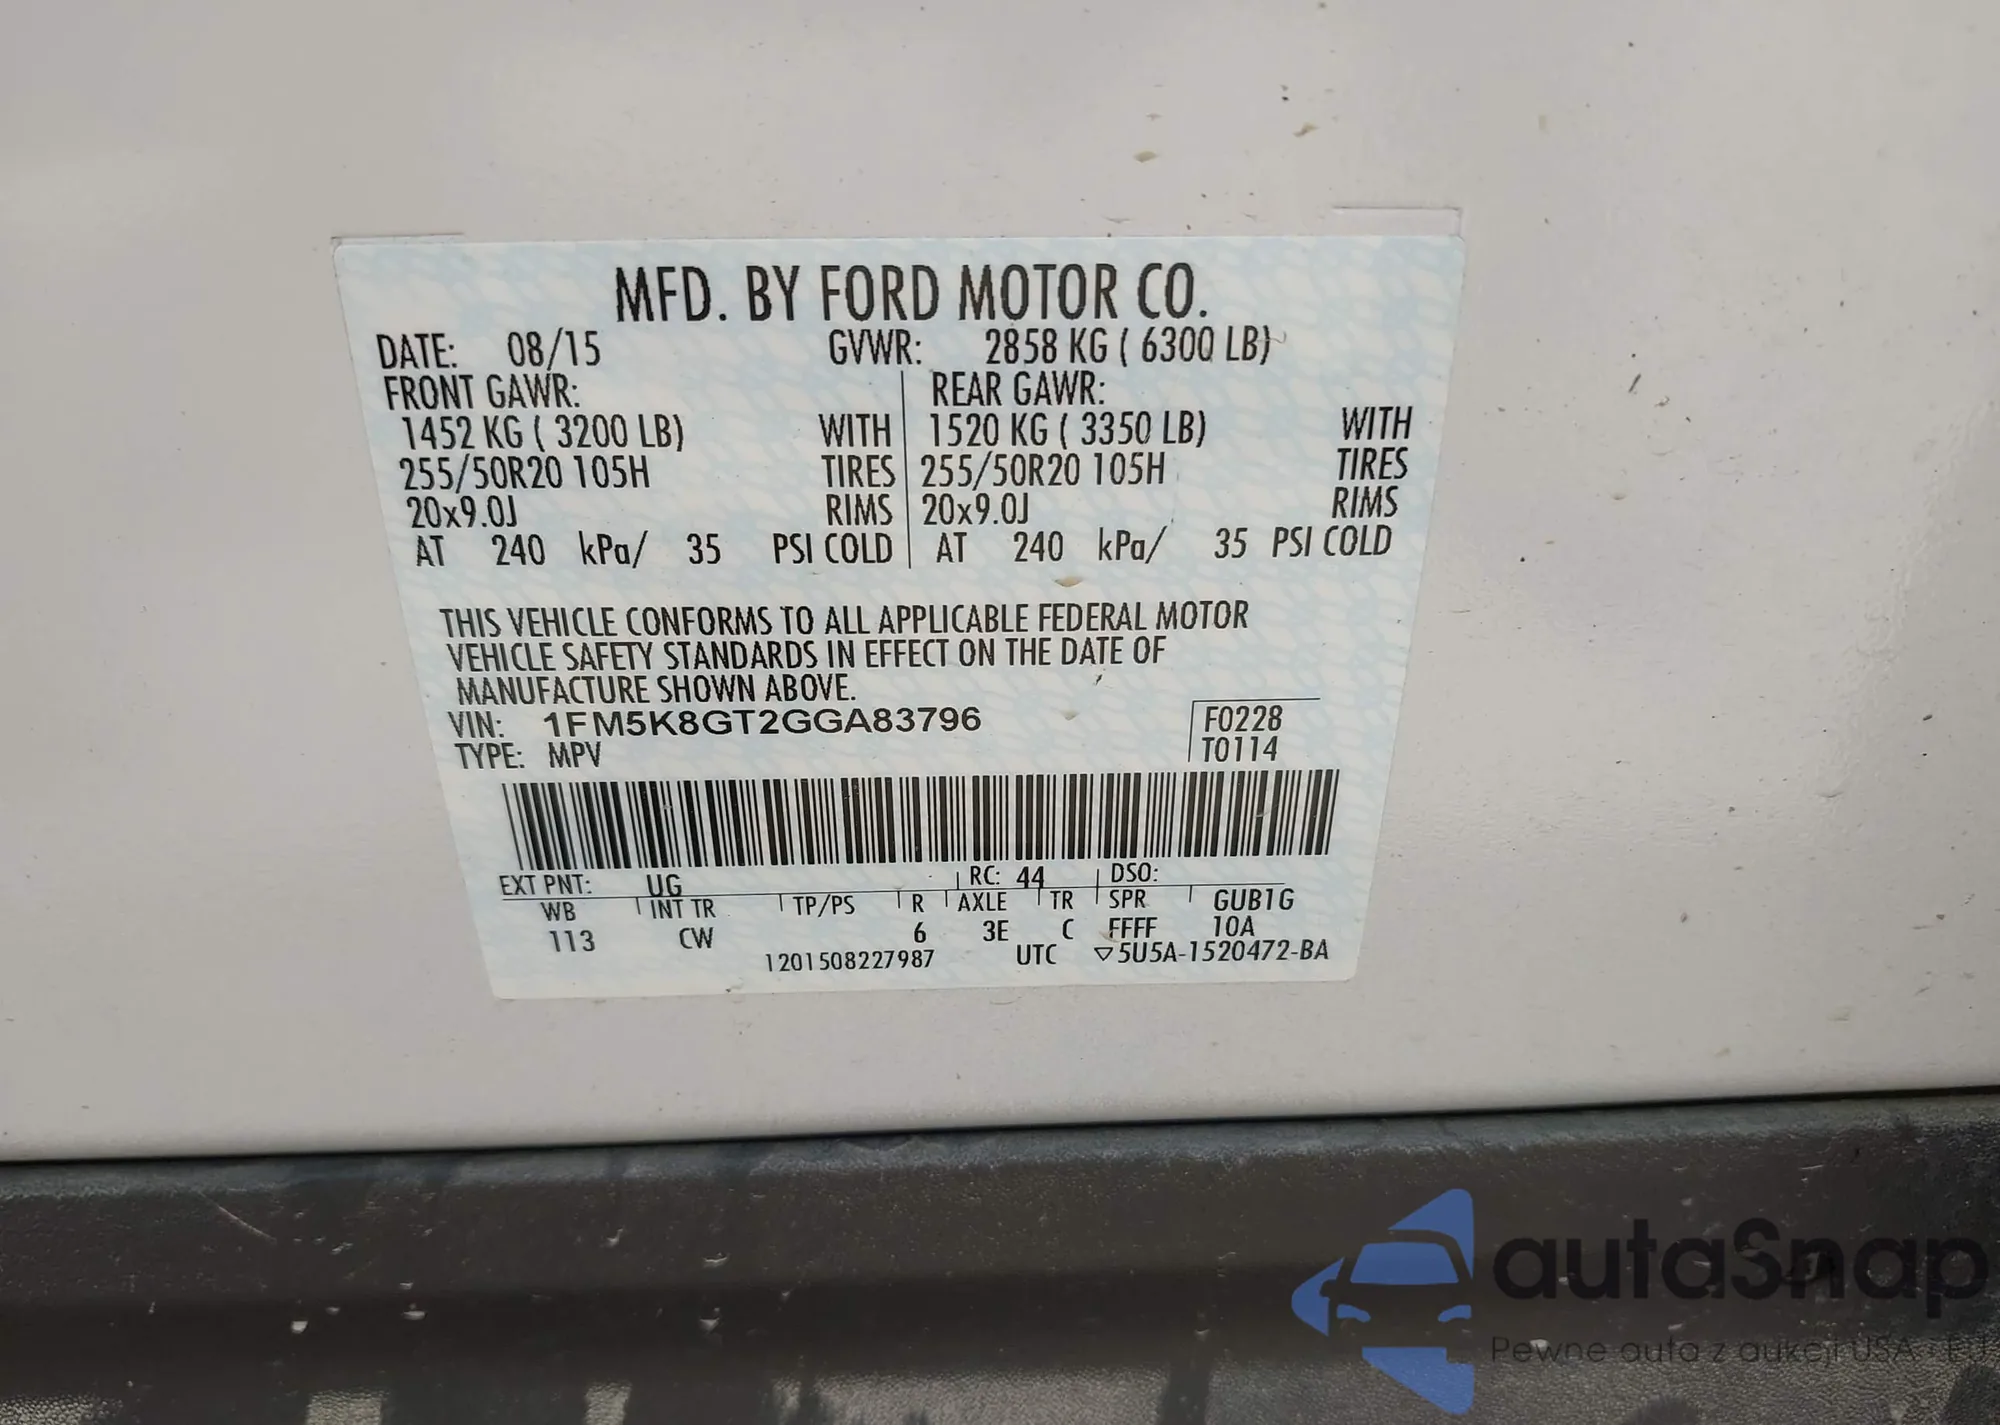 MFD. BY FORD MOTOR CO.
DATE: 08/15 GVWR: 2858 KG ( 6300 LB)
FRONT GAWR: REAR GAWR:
1452 KG ( 3200 LB) WITH 1520 KG ( 3350 LB) WITH
255/50R20 105H TIRES 255/50R20 105H TIRES
20x9.0J RIMS 20x9.0J RIMS
AT 240 kPa/ 35 PSI COLD AT 240 kPa/ 35 PSI COLD
THIS VEHICLE CONFORMS TO ALL APPLICABLE FEDERAL MOTOR
VEHICLE SAFETY STANDARDS IN EFFECT ON THE DATE OF
MANUFACTURE SHOWN ABOVE.
VIN: 1FM5K8GT2GGA83796 F0228
TYPE: MPV T0114
EXT PNT: UG RC: 44 DSO:
WB INT TR TP/PS R AXLE TR SPR GUB1G
113 CW 6 3E C FFFF 10A
1201508227987 UTC ▽5U5A-1520472-BA
autaSnap
Pewne auta z aukcji USA - EU